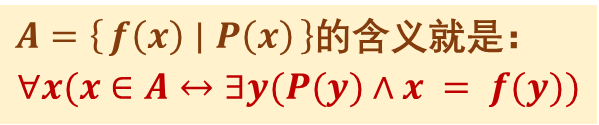 A = { f(x) | P(x) }的含义就是：
∀x(x ∈ A ↔ ∃y(P(y) ∧ x = f(y))